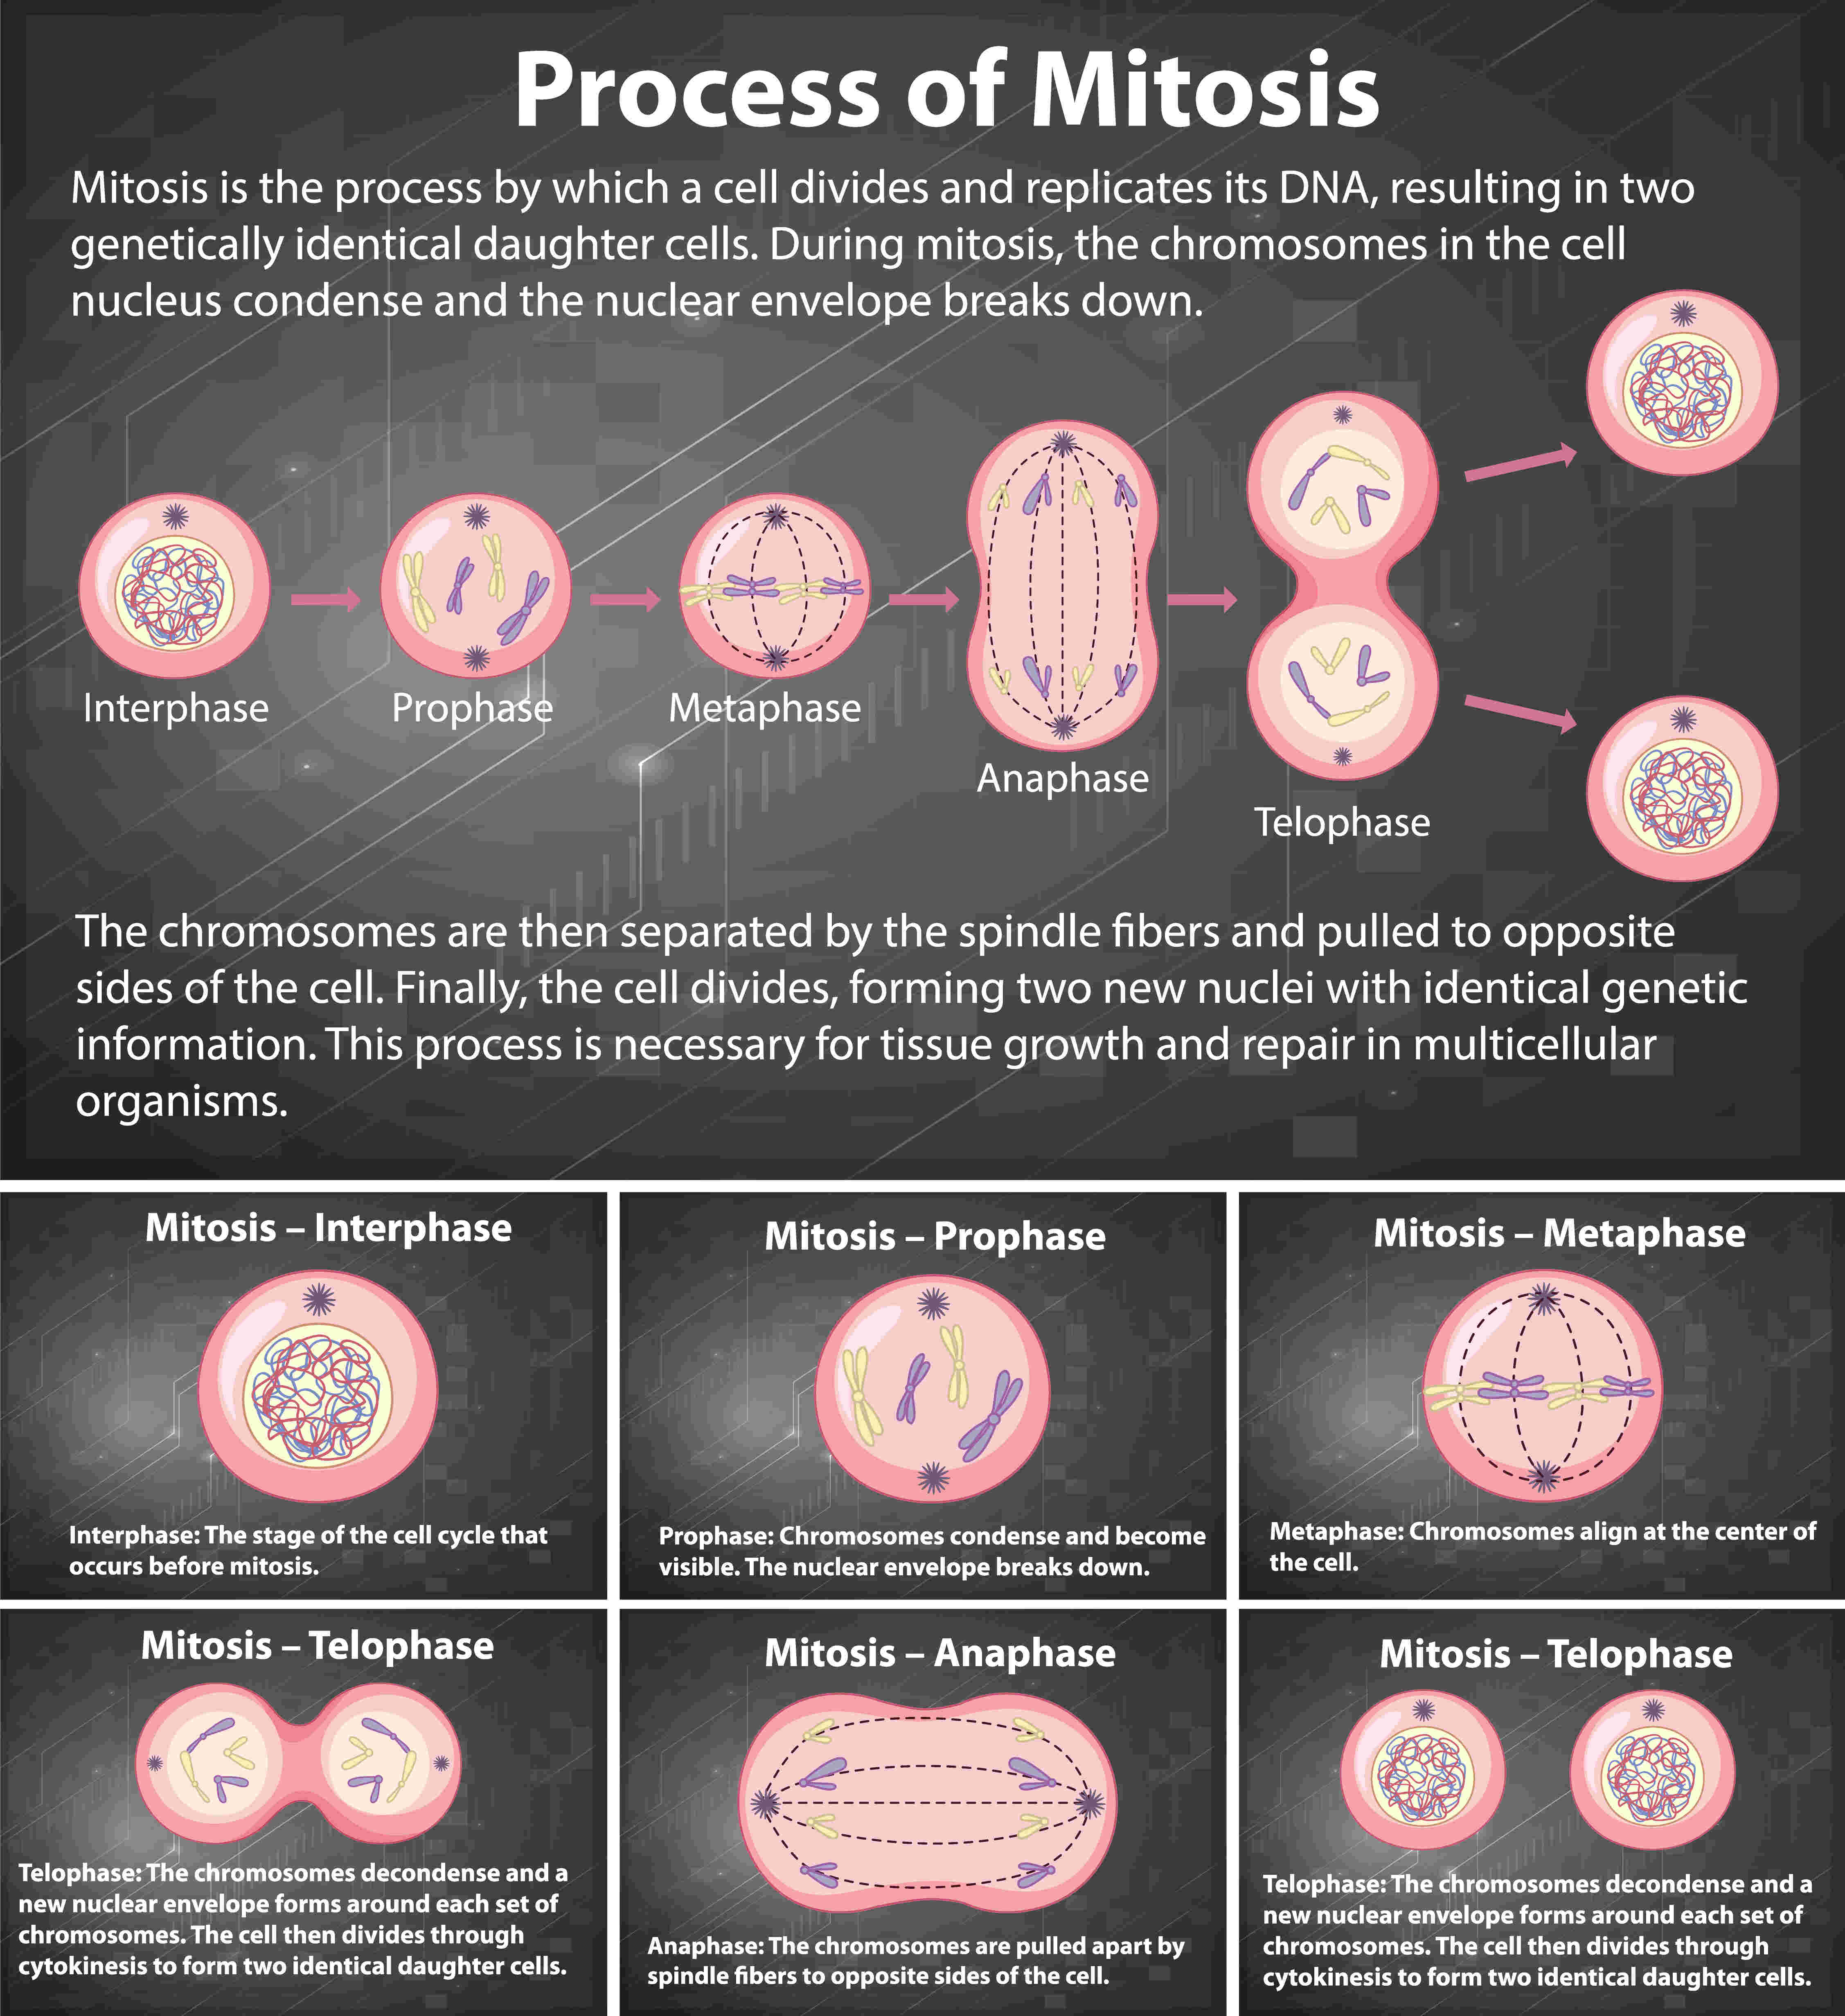 Process of Mitosis
Mitosis is the process by which a cell divides and replicates its DNA, resulting in two
genetically identical daughter cells. During mitosis, the chromosomes in the cell
nucleus condense and the nuclear envelope breaks down.
Interphase
Prophase
Metaphase
Anaphase
Telophase
The chromosomes are then separated by the spindle fibers and pulled to opposite
sides of the cell. Finally, the cell divides, forming two new nuclei with identical genetic
information. This process is necessary for tissue growth and repair in multicellular
organisms.
Mitosis – Interphase
Interphase: The stage of the cell cycle that
occurs before mitosis.
Mitosis – Prophase
Prophase: Chromosomes condense and become
visible. The nuclear envelope breaks down.
Mitosis – Metaphase
Metaphase: Chromosomes align at the center of
the cell.
Mitosis – Telophase
Telophase: The chromosomes decondense and a
new nuclear envelope forms around each set of
chromosomes. The cell then divides through
cytokinesis to form two identical daughter cells.
Mitosis – Anaphase
Anaphase: The chromosomes are pulled apart by
spindle fibers to opposite sides of the cell.
Mitosis – Telophase
Telophase: The chromosomes decondense and a
new nuclear envelope forms around each set of
chromosomes. The cell then divides through
cytokinesis to form two identical daughter cells.